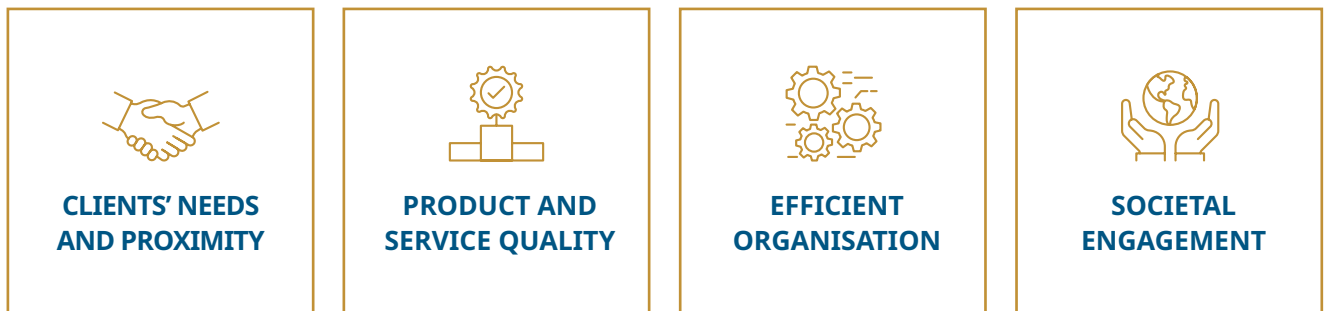 CLIENTS’ NEEDS
AND PROXIMITY
PRODUCT AND
SERVICE QUALITY
EFFICIENT
ORGANISATION
SOCIETAL
ENGAGEMENT